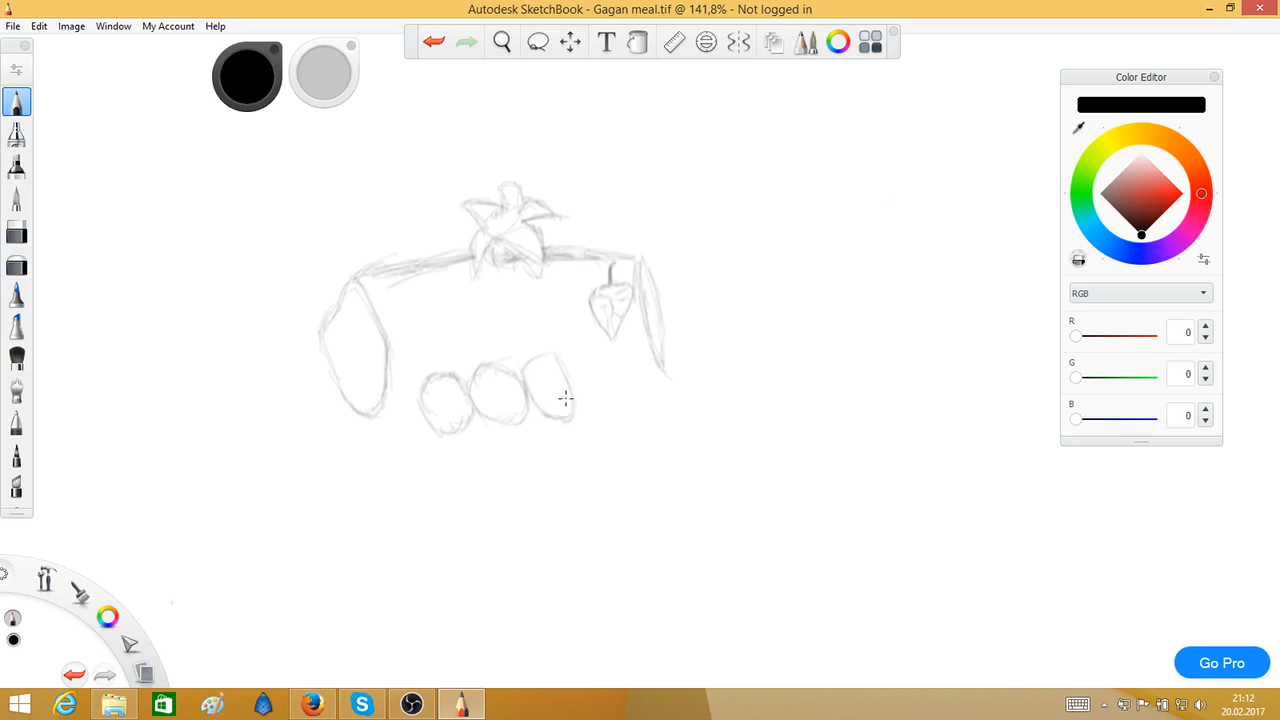 Autodesk SketchBook - Gagan meal.tif @ 141,8% - Not logged in
File Edit Image Window My Account Help
T
Color Editor
RGB
R 0
G 0
B 0
Go Pro
21:12
20.02.2017